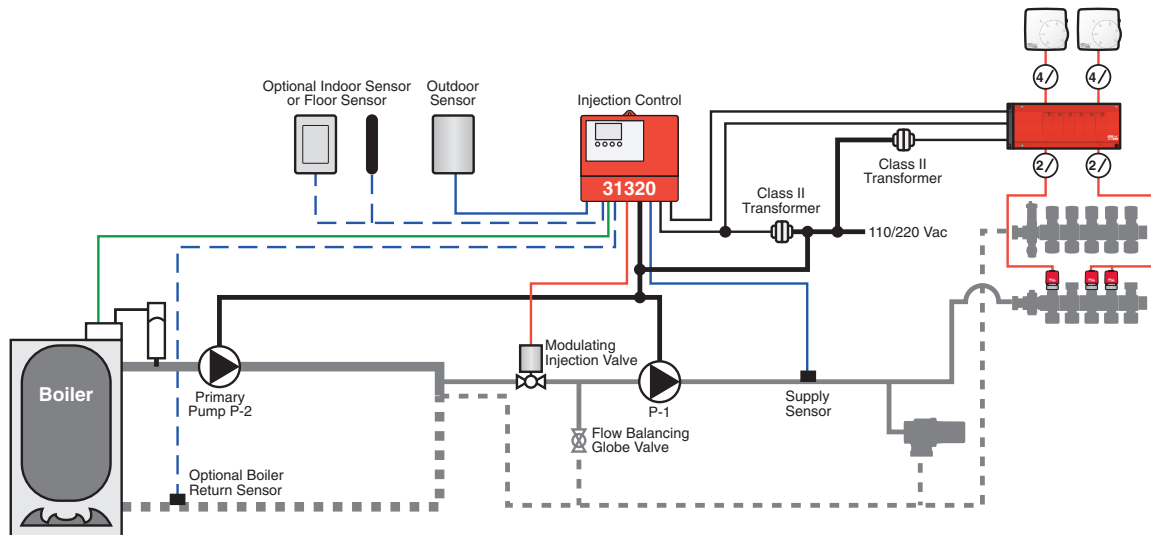 Optional Indoor Sensor
or Floor Sensor
Outdoor
Sensor
Injection Control
31320
4/
4/
2/
2/
Class II
Transformer
Class II
Transformer
110/220 Vac
Boiler
Primary
Pump P-2
Modulating
Injection Valve
P-1
Supply
Sensor
Flow Balancing
Globe Valve
Optional Boiler
Return Sensor